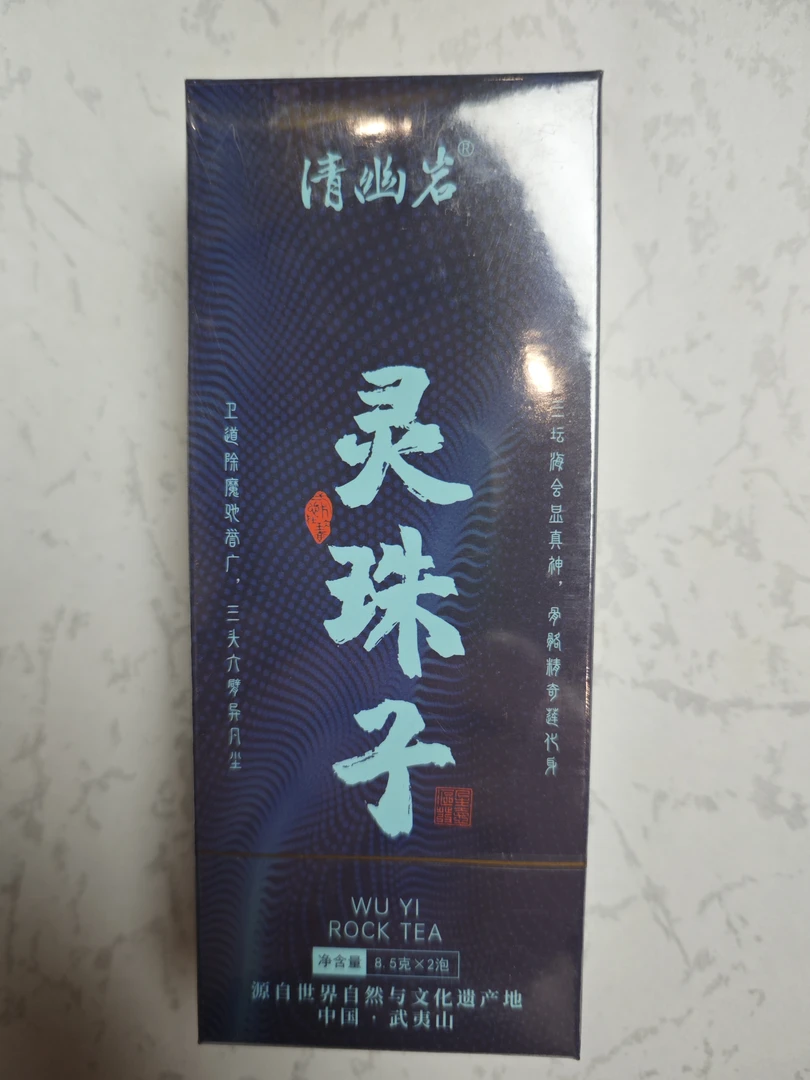 清幽岩®
灵珠子
三坛海会显真神，骨骼精奇莲化身
卫道除魔驰誉广，三头六臂异凡尘
WU YI
ROCK TEA
净含量 8.5克×2泡
源自世界自然与文化遗产地
中国·武夷山